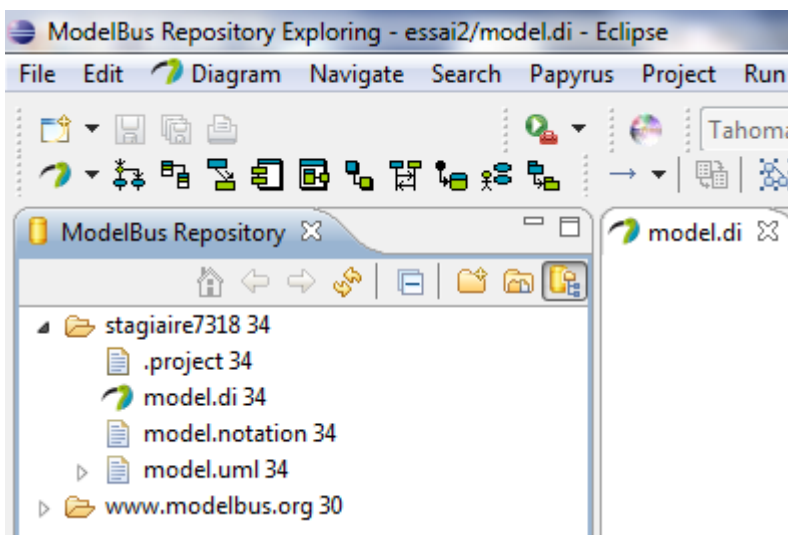 ModelBus Repository Exploring - essai2/model.di - Eclipse
File Edit Diagram Navigate Search Papyrus Project Run
Tahoma
ModelBus Repository
model.di
stagiaire7318 34
.project 34
model.di 34
model.notation 34
model.uml 34
www.modelbus.org 30